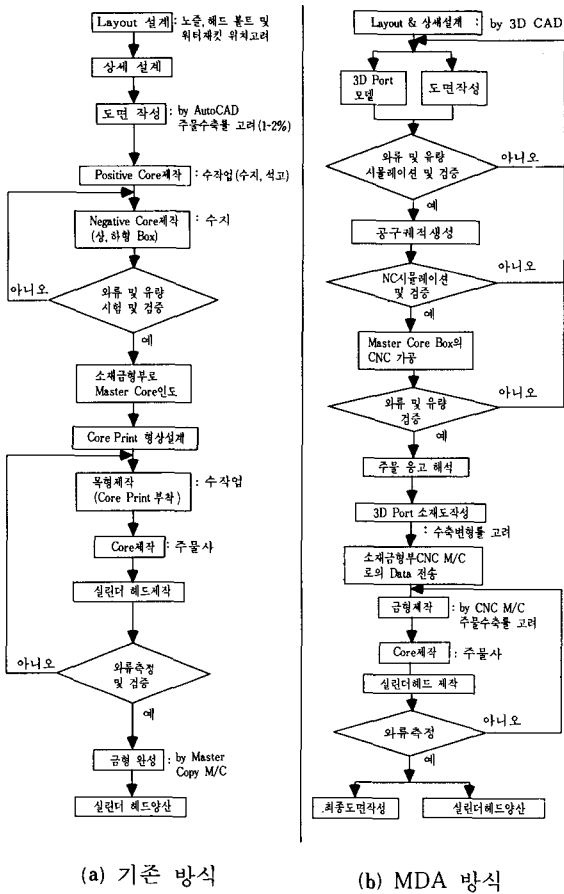 Layout 설계 : 노즐, 헤드 볼트 및
워터재킷 위치고려
상세 설계
도면 작성 : by AutoCAD
주물수축률 고려(1~2%)
Positive Core제작 : 수작업(수지, 석고)
Negative Core제작 : 수지
(상, 하형 Box)
아니오
와류 및 유량
시험 및 검증
예
소재금형부로
Master Core인도
Core Print 형상설계
목형제작 : 수작업
(Core Print 부착)
Core제작 : 주물사
실린더 헤드제작
아니오
와류측정
및 검증
예
금형 완성 : by Master
Copy M/C
실린더 헤드양산
(a) 기존 방식
Layout & 상세설계 : by 3D CAD
3D Port
모델
도면작성
와류 및 유량
시뮬레이션 및 검증
아니오
예
공구궤적생성
NC시뮬레이션
및 검증
아니오
예
Master Core Box의
CNC 가공
와류 및 유량
검증
아니오
예
주물 응고 해석
3D Port 소재도작성
: 수축변형률 고려
소재금형부CNC M/C
로의 Data 전송
금형제작 : by CNC M/C
주물수축률 고려
Core제작 : 주물사
실린더헤드 제작
와류측정
아니오
예
최종도면작성
실린더헤드양산
(b) MDA 방식